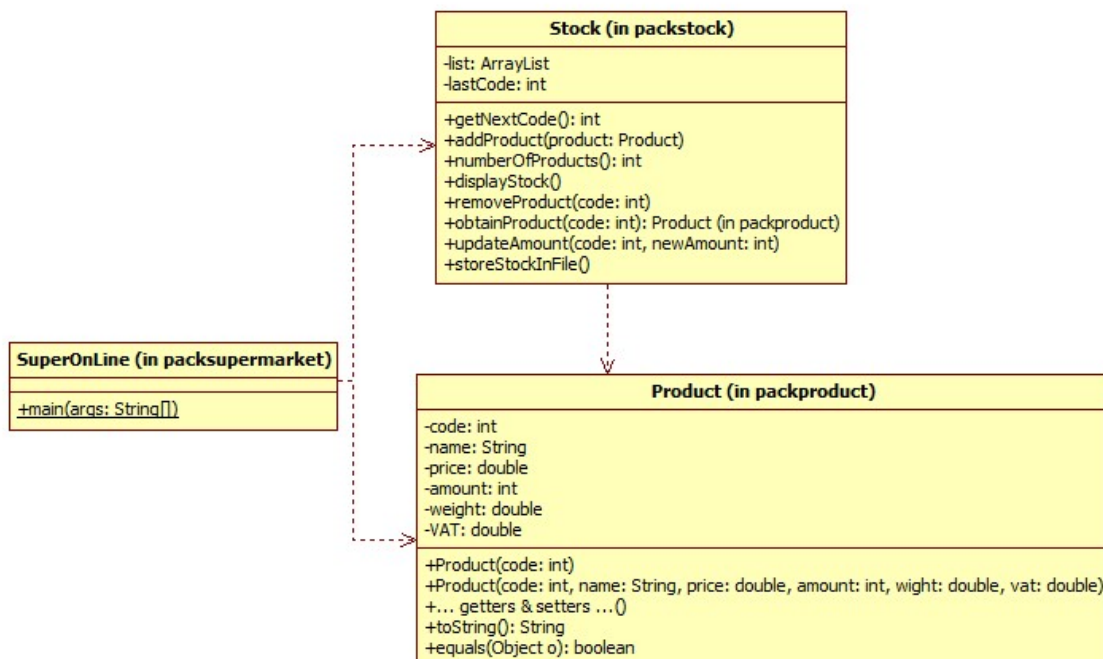 Stock (in packstock)
-list: ArrayList
-lastCode: int
+getNextCode(): int
+addProduct(product: Product)
+numberOfProducts(): int
+displayStock()
+removeProduct(code: int)
+obtainProduct(code: int): Product (in packproduct)
+updateAmount(code: int, newAmount: int)
+storeStockInFile()
SuperOnLine (in packsupermarket)
+main(args: String[])
Product (in packproduct)
-code: int
-name: String
-price: double
-amount: int
-weight: double
-VAT: double
+Product(code: int)
+Product(code: int, name: String, price: double, amount: int, wight: double, vat: double)
+... getters & setters ...()
+toString(): String
+equals(Object o): boolean